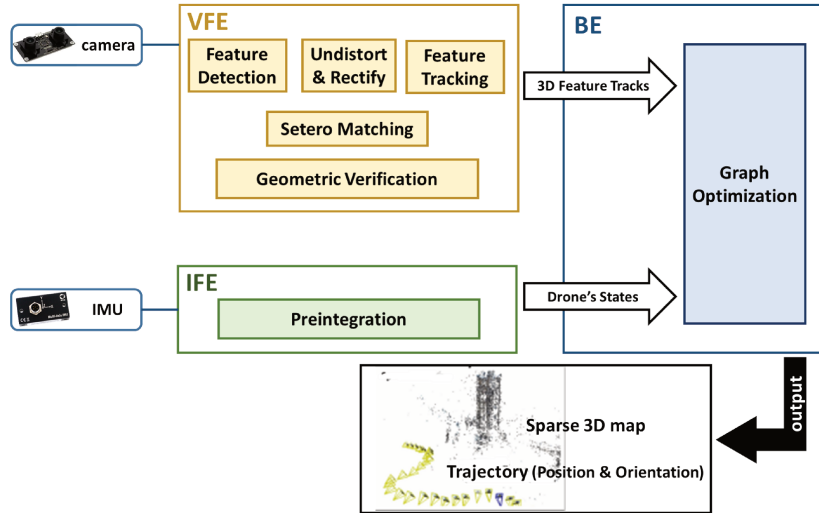 VFE
BE
camera
Feature
Detection
Undistort
& Rectify
Feature
Tracking
3D Feature Tracks
Setero Matching
Geometric Verification
Graph
Optimization
IFE
IMU
Preintegration
Drone's States
output
Sparse 3D map
Trajectory (Position & Orientation)